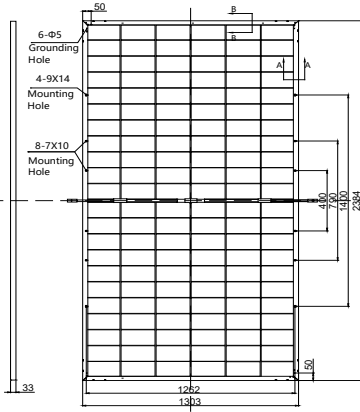 50
B
B
6-Φ5
Grounding
Hole
A
A
4-9X14
Mounting
Hole
8-7X10
Mounting
Hole
400
790
1400
2384
50
33
1262
1303